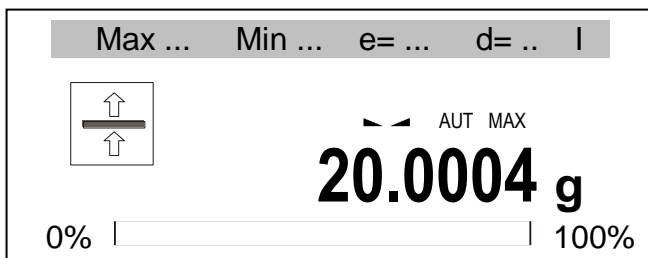 Max ... Min ... e= ... d= .. I
AUT MAX
20.0004 g
0% 100%